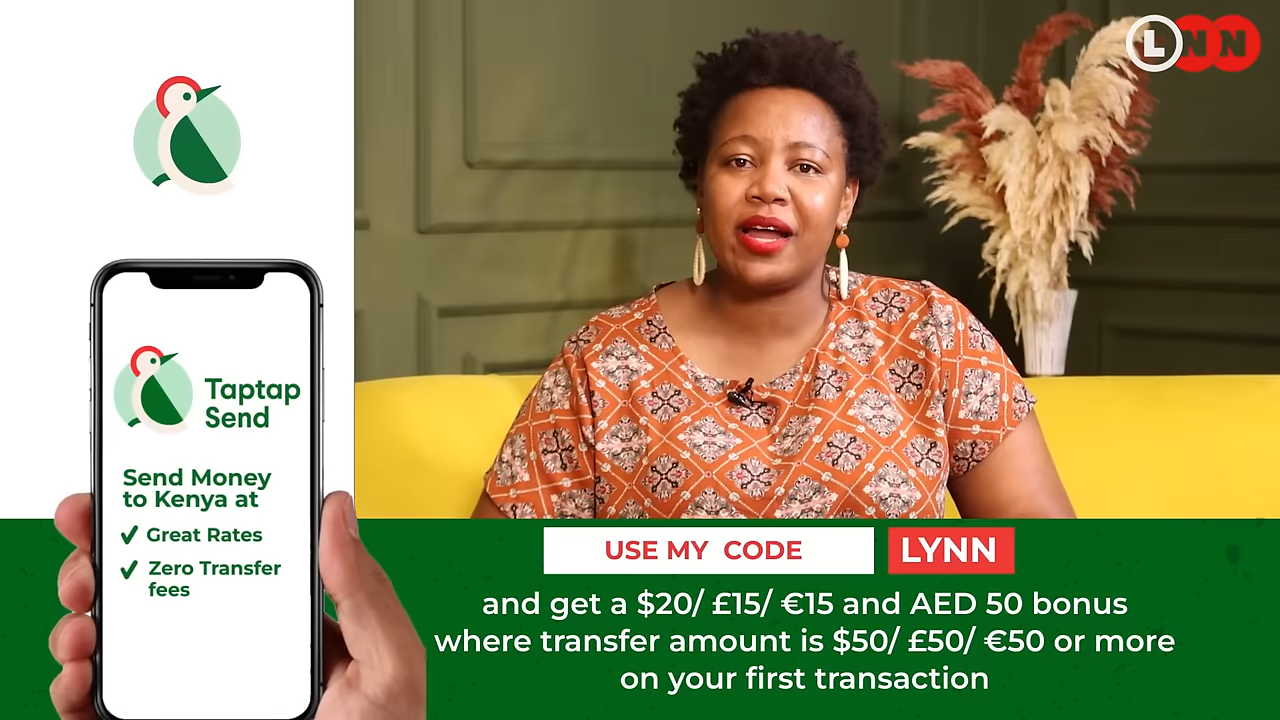 LNN
Taptap
Send
Send Money
to Kenya at
Great Rates
Zero Transfer
fees
USE MY CODE LYNN
and get a $20/ £15/ €15 and AED 50 bonus
where transfer amount is $50/ £50/ €50 or more
on your first transaction